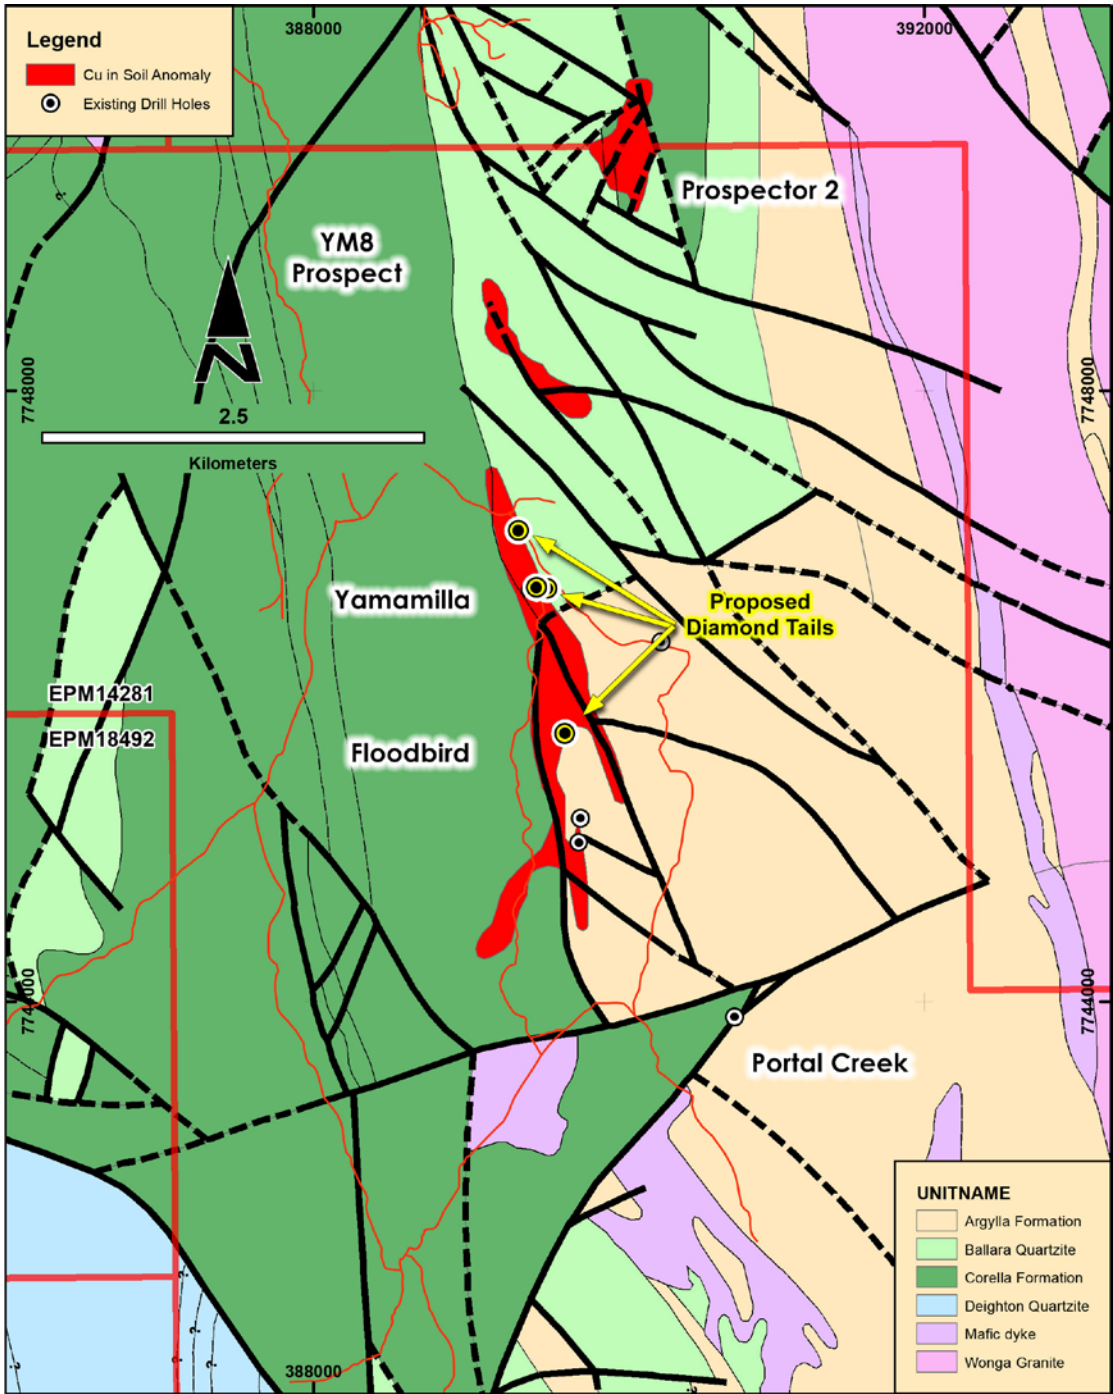 388000
392000
Legend
Cu in Soil Anomaly
Existing Drill Holes
Prospector 2
YM8
Prospect
N
7748000
7748000
2.5
Kilometers
Yamamilla
Proposed
Diamond Tails
EPM14281
EPM18492
Floodbird
7744000
7744000
Portal Creek
UNITNAME
Argylla Formation
Ballara Quartzite
Corella Formation
Deighton Quartzite
Mafic dyke
Wonga Granite
388000